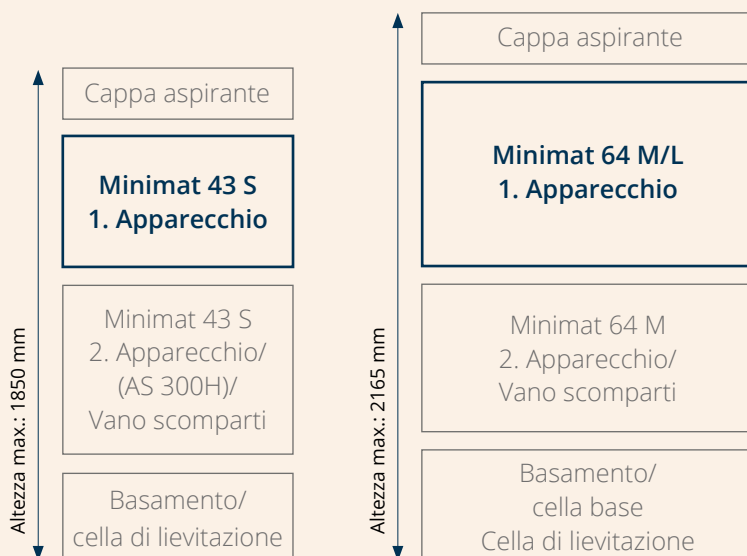 Cappa aspirante
Minimat 43 S
1. Apparecchio
Minimat 43 S
2. Apparecchio/
(AS 300H)/
Vano scomparti
Basamento/
cella di lievitazione
Altezza max.: 1850 mm
Cappa aspirante
Minimat 64 M/L
1. Apparecchio
Minimat 64 M
2. Apparecchio/
Vano scomparti
Basamento/
cella base
Cella di lievitazione
Altezza max.: 2165 mm